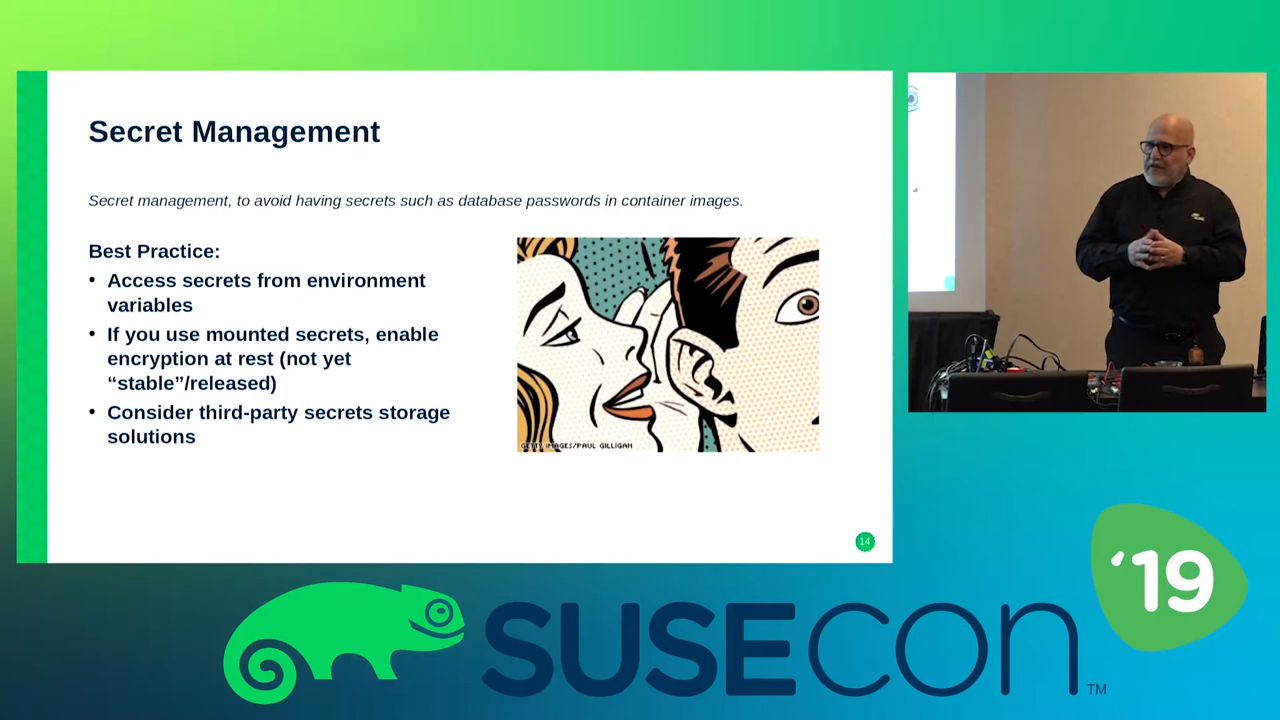 Secret Management
Secret management, to avoid having secrets such as database passwords in container images.
Best Practice:
• Access secrets from environment
variables
• If you use mounted secrets, enable
encryption at rest (not yet
“stable”/released)
• Consider third-party secrets storage
solutions
GETTY IMAGES/PAUL GILLIGAN
14
‘19
SUSECON
TM